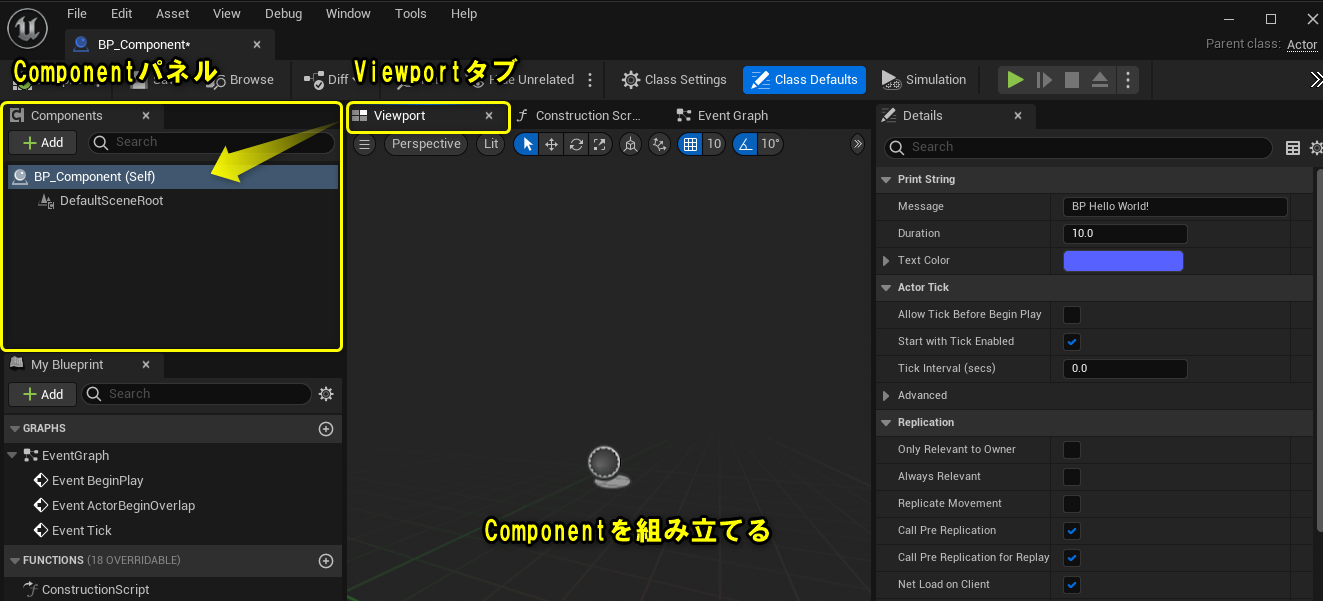 File Edit Asset View Debug Window Tools Help
BP_Component*
Parent class: Actor
Componentパネル
Viewportタブ
Browse
Diff
Unrelated
Class Settings
Class Defaults
Simulation
Components
Add
Search
BP_Component (Self)
DefaultSceneRoot
My Blueprint
Add
Search
GRAPHS
EventGraph
Event BeginPlay
Event ActorBeginOverlap
Event Tick
FUNCTIONS (18 OVERRIDABLE)
ConstructionScript
Viewport
Construction Scr...
Event Graph
Perspective
Lit
10
10°
Componentを組み立てる
Details
Search
Print String
Message
BP Hello World!
Duration
10.0
Text Color
Actor Tick
Allow Tick Before Begin Play
Start with Tick Enabled
Tick Interval (secs)
0.0
Advanced
Replication
Only Relevant to Owner
Always Relevant
Replicate Movement
Call Pre Replication
Call Pre Replication for Replay
Net Load on Client